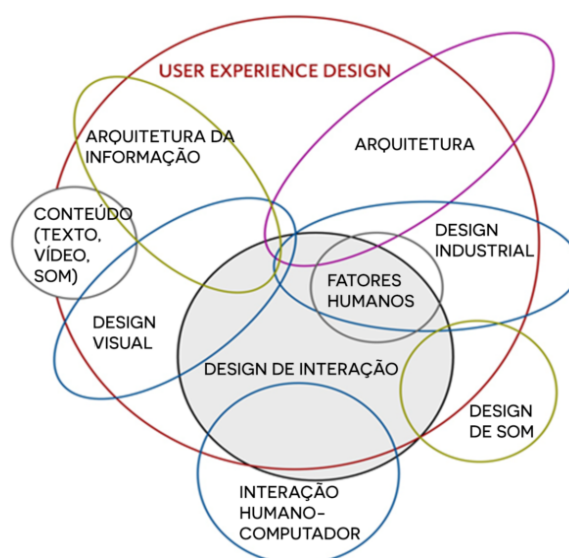 USER EXPERIENCE DESIGN
ARQUITETURA DA
INFORMAÇÃO
ARQUITETURA
CONTEÚDO
(TEXTO,
VÍDEO,
SOM)
DESIGN
INDUSTRIAL
FATORES
HUMANOS
DESIGN
VISUAL
DESIGN DE INTERAÇÃO
DESIGN
DE SOM
INTERAÇÃO
HUMANO-
COMPUTADOR